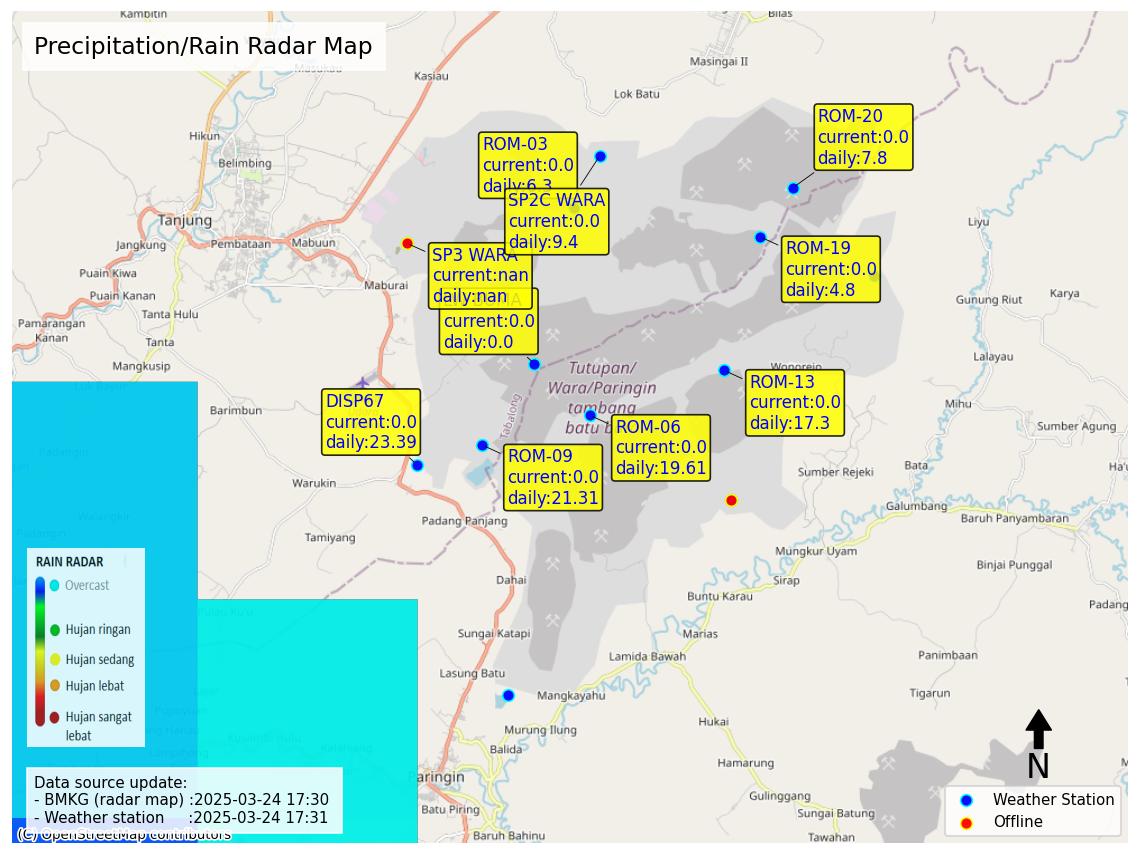 Precipitation/Rain Radar Map
Kambitin
Bilas
Masingai II
Masukau
Kasiau
Lok Batu
Hikun
Belimbing
Tanjung
Jangkung
Pembataan
Mabuun
Puain Kiwa
Maburai
Puain Kanan
Tanta Hulu
Pamarangan
Kanan
Tanta
Mangkusip
ROM-03
current:0.0
daily:6.3
SP2C WARA
current:0.0
daily:9.4
ROM-20
current:0.0
daily:7.8
ROM-19
current:0.0
daily:4.8
SP3 WARA
current:nan
daily:nan
current:0.0
daily:0.0
Liyu
Gunung Riut
Karya
Lalayau
Wonorejo
Tutupan/
Wara/Paringin
tambang
batu b
Tabalong
ROM-13
current:0.0
daily:17.3
DISP67
current:0.0
daily:23.39
ROM-06
current:0.0
daily:19.61
ROM-09
current:0.0
daily:21.31
Barimbun
Mihu
Sumber Agung
Bata
Ha'u
Sumber Rejeki
Warukin
Galumbang
Baruh Panyambaran
Padang Panjang
Tamiyang
Mungkur Uyam
Binjai Punggal
Dahai
Sirap
Buntu Karau
Padang
Sungai Katapi
Marias
Lamida Bawah
Panimbaan
Lasung Batu
Mangkayahu
Tigarun
Murung Ilung
Hukai
Balida
Hamarung
Paringin
Gulinggang
Batu Piring
Sungai Batung
Baruh Bahinu
Tawahan
RAIN RADAR
Overcast
Hujan ringan
Hujan sedang
Hujan lebat
Hujan sangat
lebat
Data source update:
- BMKG (radar map) :2025-03-24 17:30
- Weather station :2025-03-24 17:31
(C) OpenStreetMap contributors
N
Weather Station
Offline